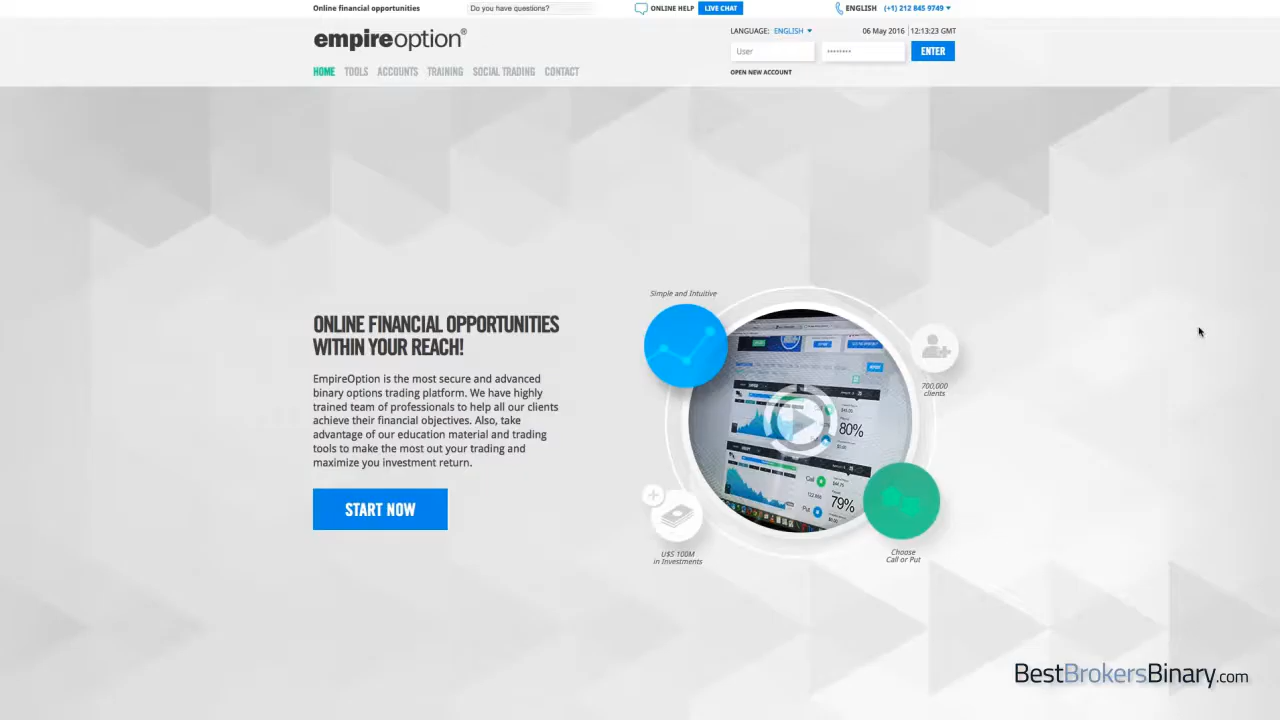 Online financial opportunities
Do you have questions?
ONLINE HELP
LIVE CHAT
ENGLISH
(+1) 212 845 9749
empireoption®
LANGUAGE: ENGLISH
06 May 2016
12:13:23 GMT
User
••••••••
ENTER
HOME
TOOLS
ACCOUNTS
TRAINING
SOCIAL TRADING
CONTACT
OPEN NEW ACCOUNT
ONLINE FINANCIAL OPPORTUNITIES
WITHIN YOUR REACH!
EmpireOption is the most secure and advanced
binary options trading platform. We have highly
trained team of professionals to help all our clients
achieve their financial objectives. Also, take
advantage of our education material and trading
tools to make the most out your trading and
maximize you investment return.
START NOW
Simple and Intuitive
700,000
clients
80%
Call
79%
Put
U$S 100M
in Investments
Choose
Call or Put
BestBrokersBinary.com